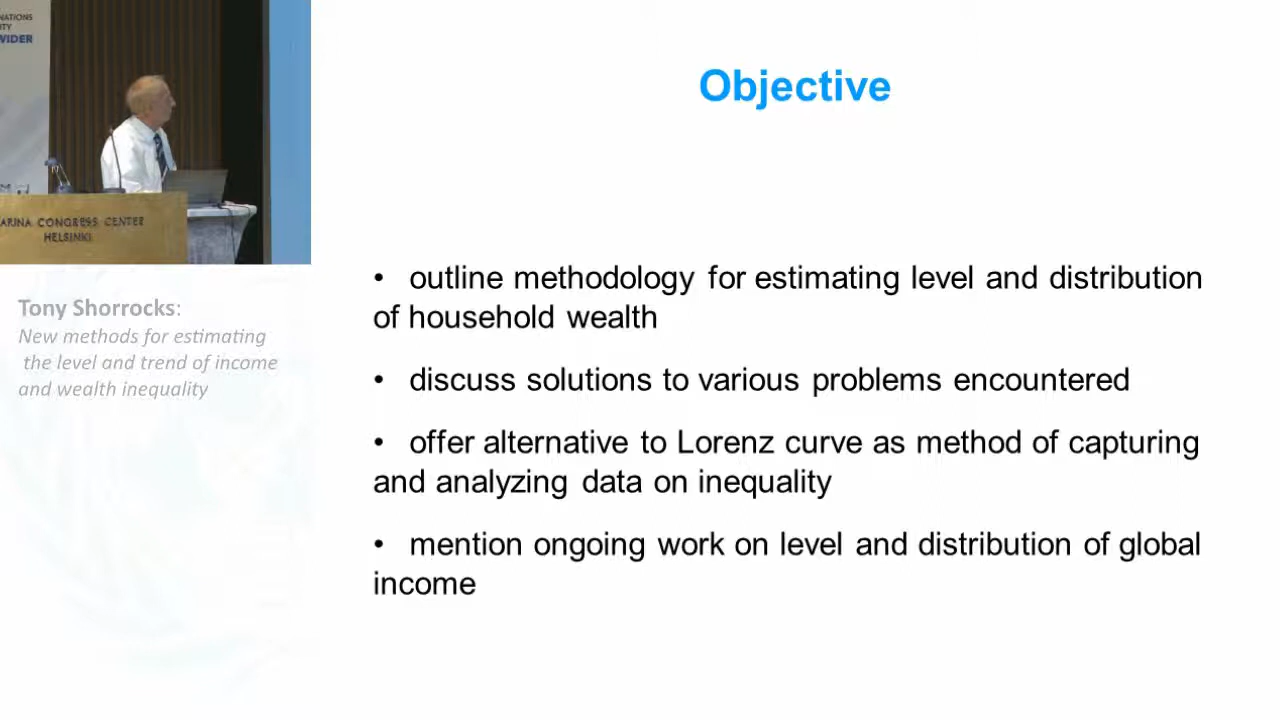 NATIONS
WIDER
CONGRESS CENTER
HELSINKI
Tony Shorrocks:
New methods for estimating
the level and trend of income
and wealth inequality
Objective
• outline methodology for estimating level and distribution
of household wealth
• discuss solutions to various problems encountered
• offer alternative to Lorenz curve as method of capturing
and analyzing data on inequality
• mention ongoing work on level and distribution of global
income